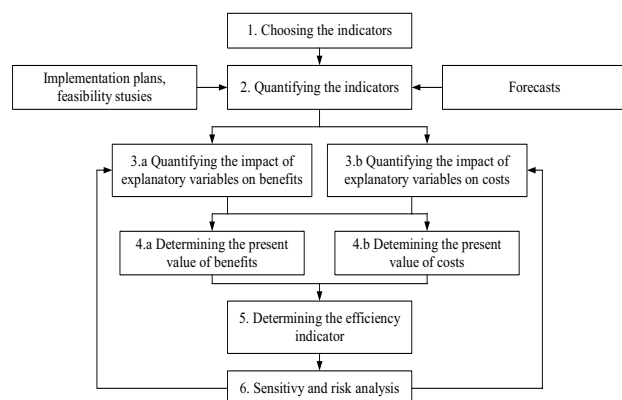 1. Choosing the indicators
Implementation plans,
feasibility stusies
2. Quantifying the indicators
Forecasts
3.a Quantifying the impact of
explanatory variables on benefits
3.b Quantifying the impact of
explanatory variables on costs
4.a Determining the present
value of benefits
4.b Detemining the present
value of costs
5. Determining the efficiency
indicator
6. Sensitivy and risk analysis